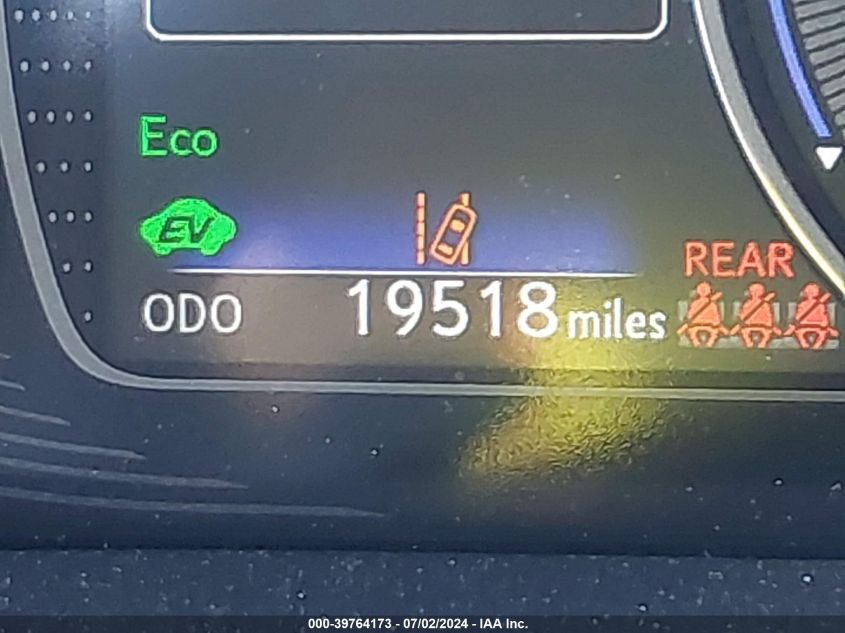 Eco
EV
REAR
ODO 19518 miles
000-39764173 - 07/02/2024 - IAA Inc.